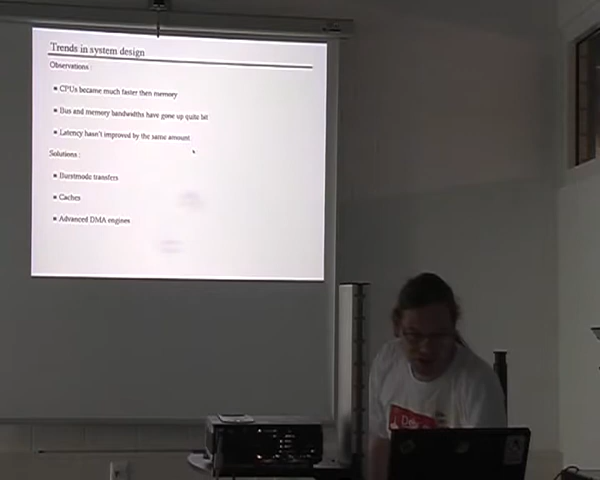 Trends in system design
Observations :
▪ CPUs became much faster then memory
▪ Bus and memory bandwidths have gone up quite bit
▪ Latency hasn't improved by the same amount
Solutions :
▪ Burstmode transfers
▪ Caches
▪ Advanced DMA engines